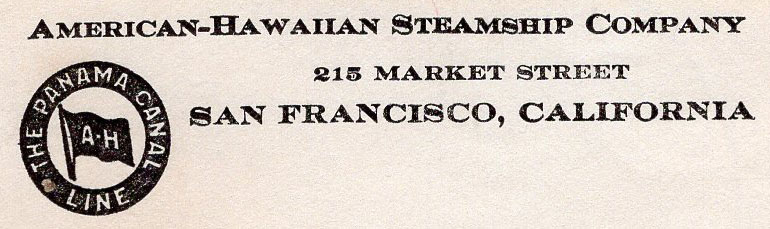 AMERICAN-HAWAIIAN STEAMSHIP COMPANY
215 MARKET STREET
SAN FRANCISCO, CALIFORNIA
THE PANAMA CANAL LINE
A-H